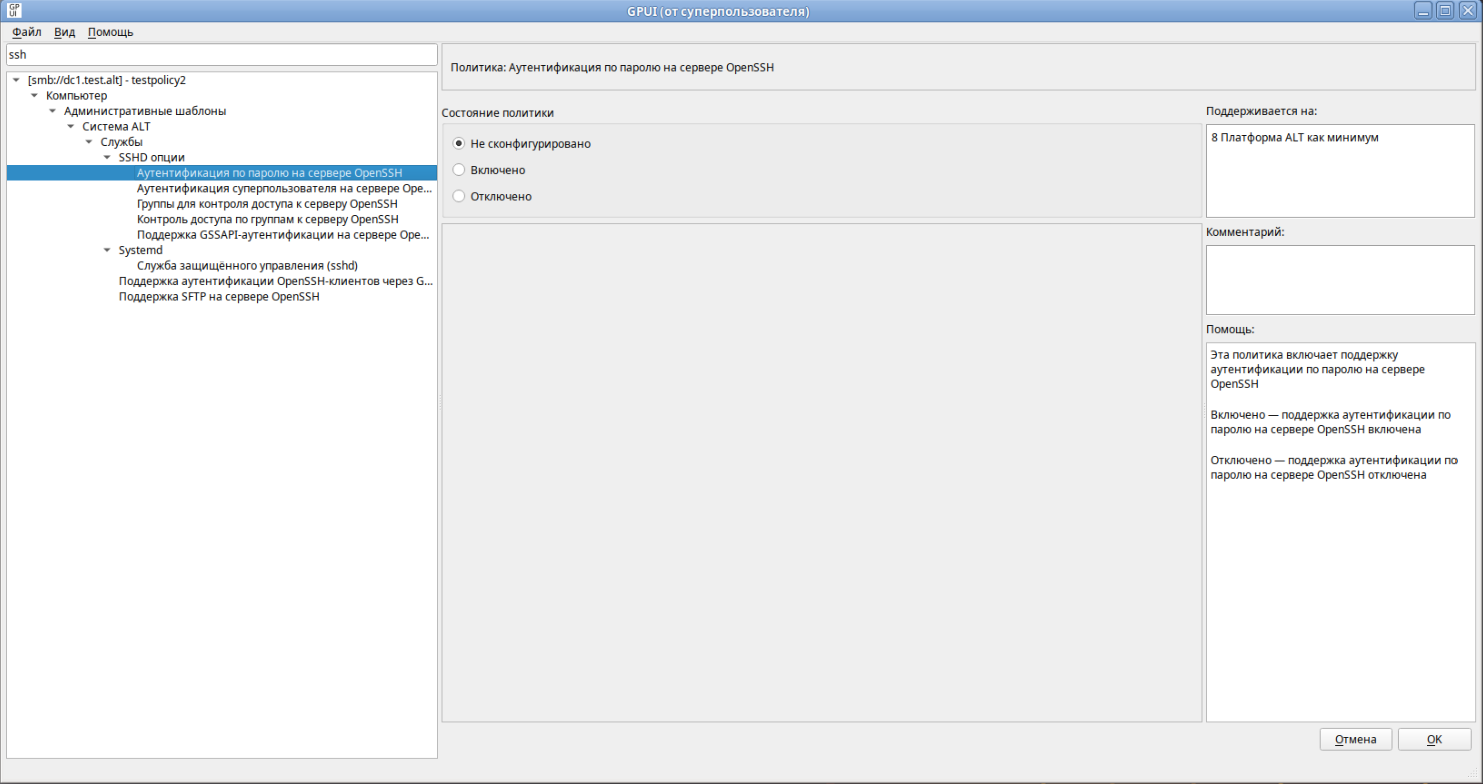 GPUI (от суперпользователя)
Файл Вид Помощь
ssh
[smb://dc1.test.alt] - testpolicy2
Компьютер
Административные шаблоны
Система ALT
Службы
SSHD опции
Аутентификация по паролю на сервере OpenSSH
Аутентификация суперпользователя на сервере Ope...
Группы для контроля доступа к серверу OpenSSH
Контроль доступа по группам к серверу OpenSSH
Поддержка GSSAPI-аутентификации на сервере Ope...
Systemd
Служба защищённого управления (sshd)
Поддержка аутентификации OpenSSH-клиентов через G...
Поддержка SFTP на сервере OpenSSH
Политика: Аутентификация по паролю на сервере OpenSSH
Состояние политики
Не сконфигурировано
Включено
Отключено
Поддерживается на:
8 Платформа ALT как минимум
Комментарий:
Помощь:
Эта политика включает поддержку
аутентификации по паролю на сервере
OpenSSH
Включено — поддержка аутентификации по
паролю на сервере OpenSSH включена
Отключено — поддержка аутентификации по
паролю на сервере OpenSSH отключена
Отмена
OK